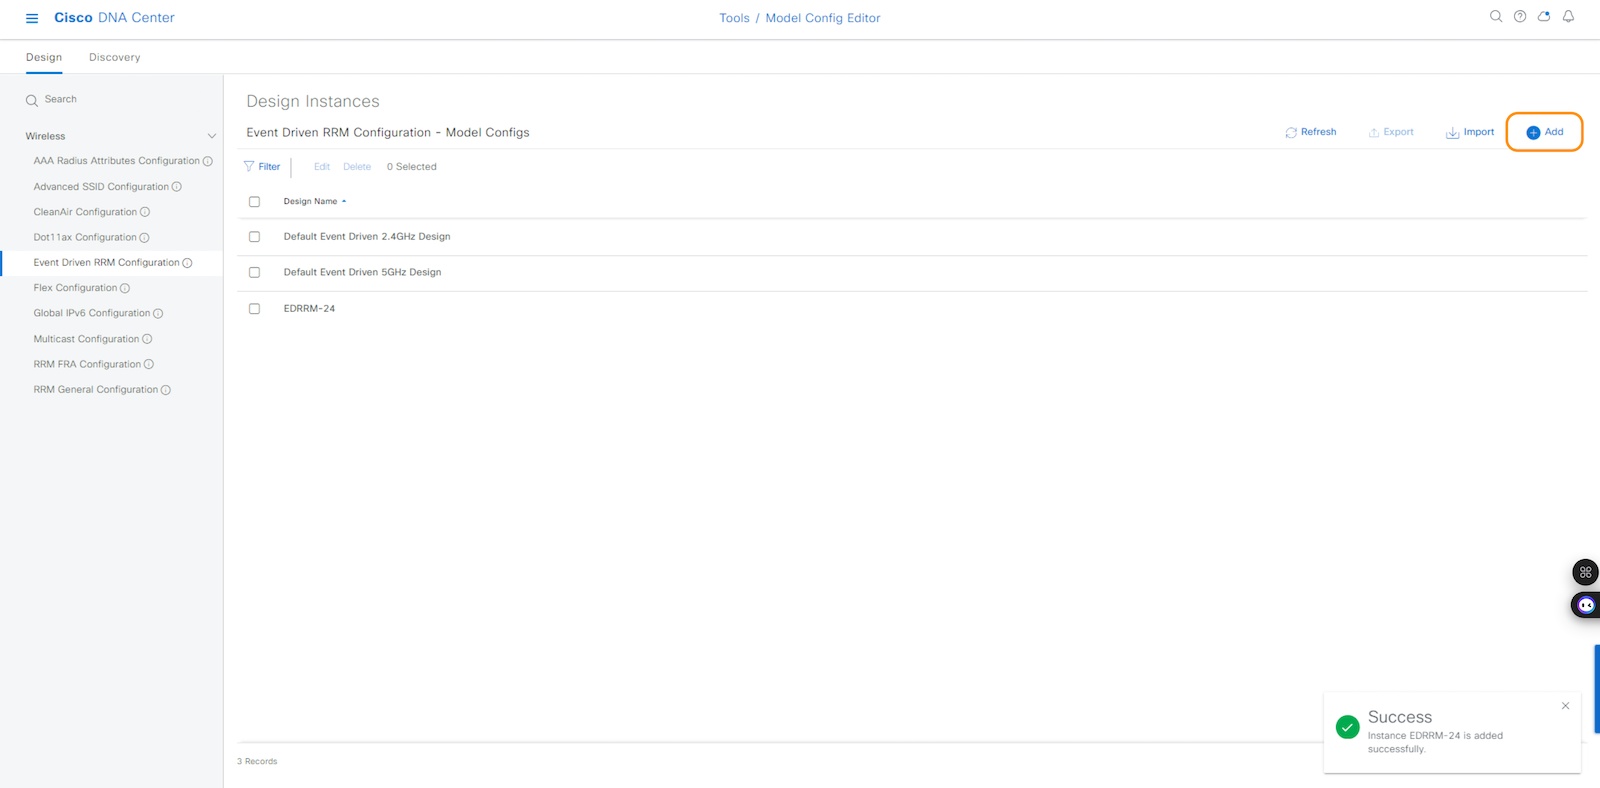 Cisco DNA Center
Tools / Model Config Editor
Design Discovery
Search
Wireless
AAA Radius Attributes Configuration
Advanced SSID Configuration
CleanAir Configuration
Dot11ax Configuration
Event Driven RRM Configuration
Flex Configuration
Global IPv6 Configuration
Multicast Configuration
RRM FRA Configuration
RRM General Configuration
Design Instances
Event Driven RRM Configuration - Model Configs
Refresh Export Import Add
Filter Edit Delete 0 Selected
Design Name
Default Event Driven 2.4GHz Design
Default Event Driven 5GHz Design
EDRRM-24
3 Records
Success
Instance EDRRM-24 is added
successfully.